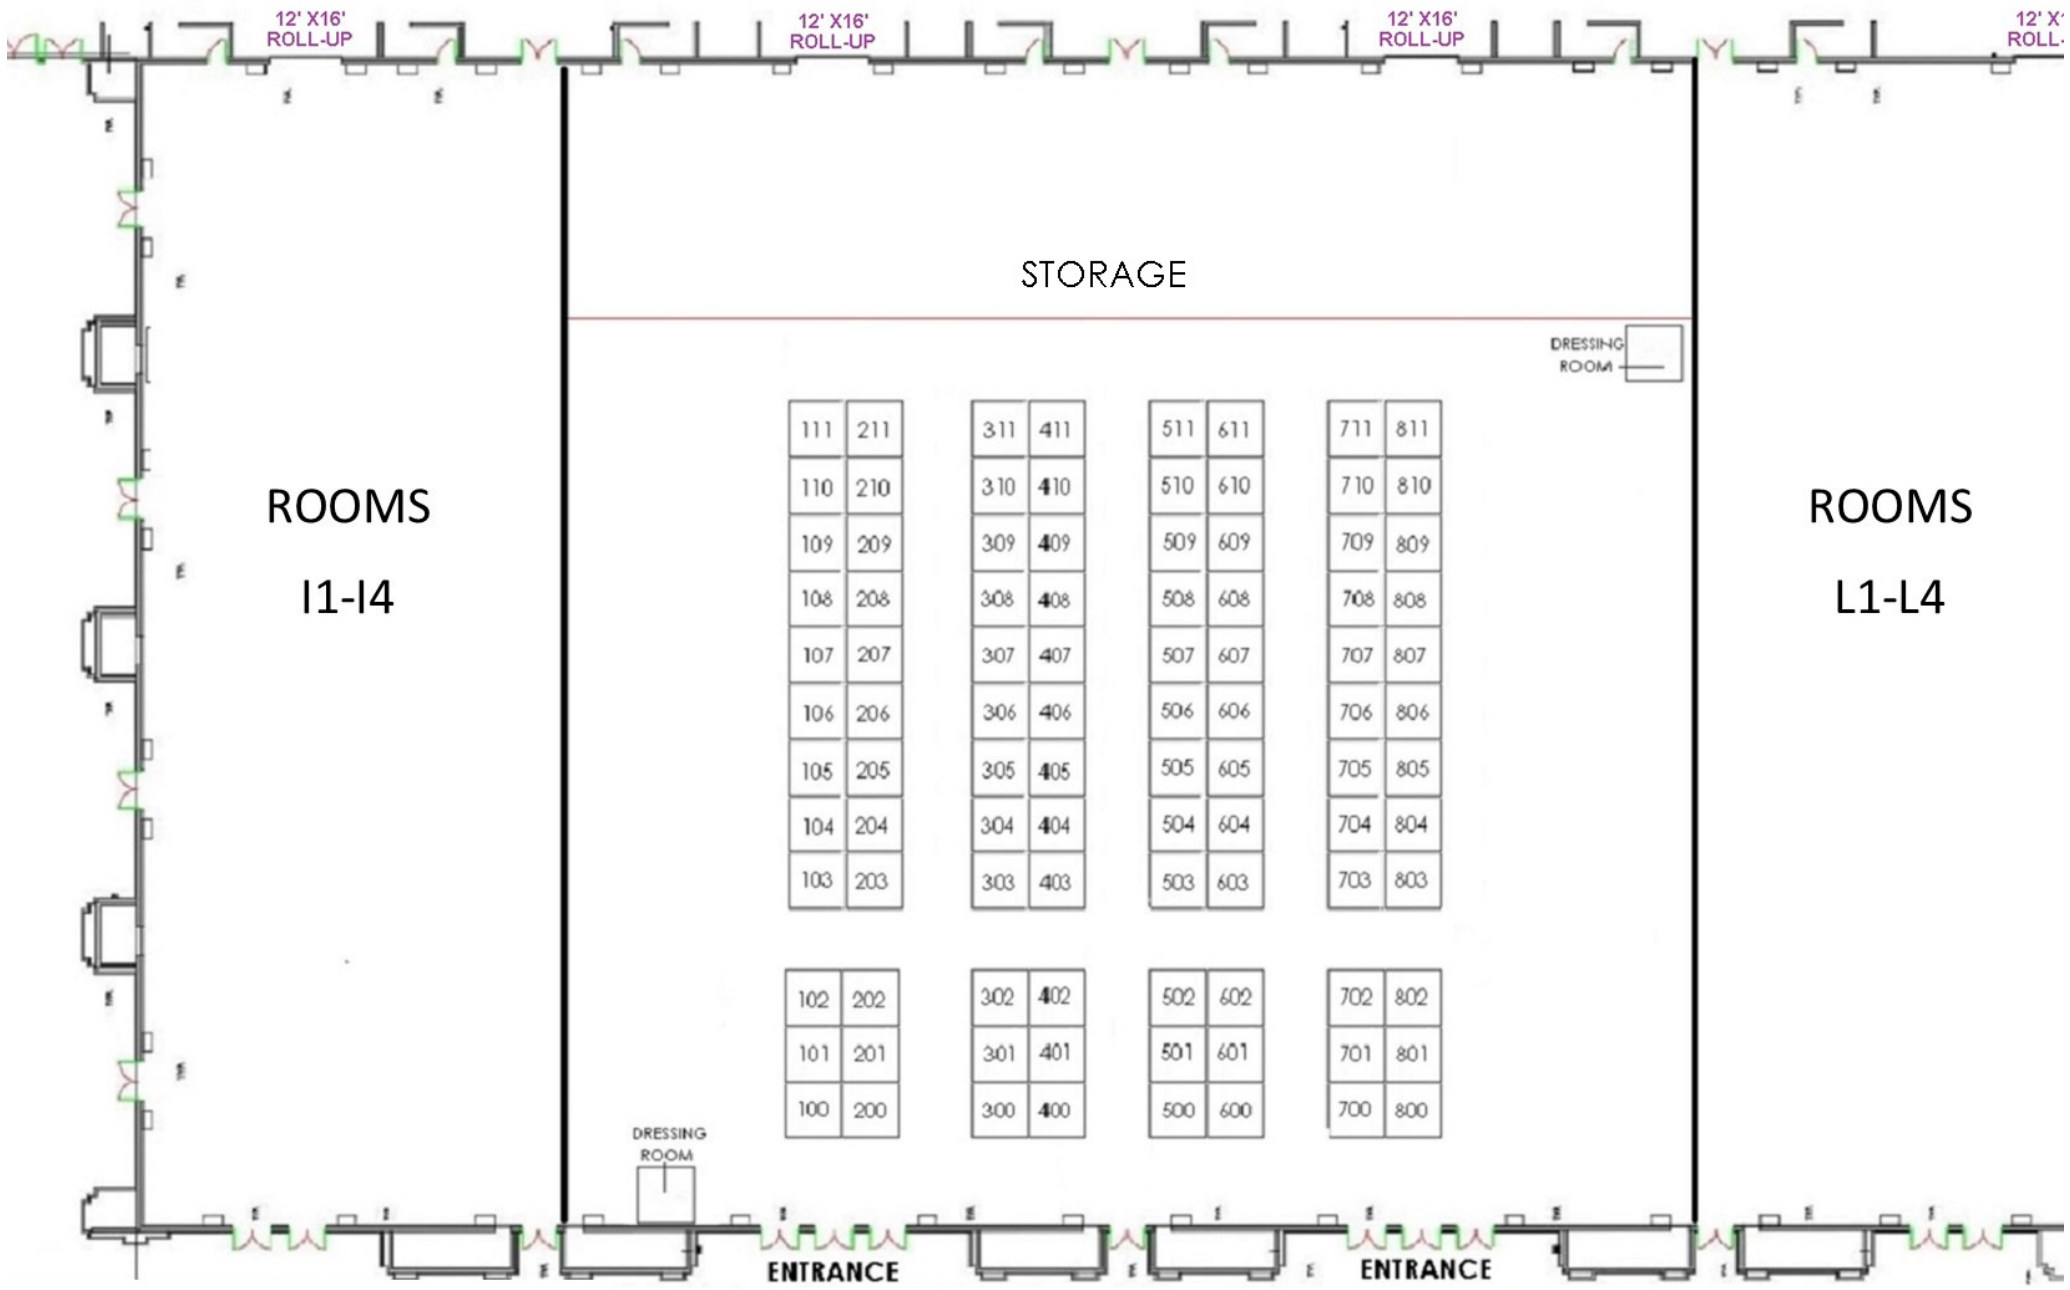 12' X16'
ROLL-UP
12' X16'
ROLL-UP
12' X16'
ROLL-UP
12' X1
ROLL-
STORAGE
DRESSING
ROOM
ROOMS
I1-I4
ROOMS
L1-L4
111 211 311 411 511 611 711 811
110 210 310 410 510 610 710 810
109 209 309 409 509 609 709 809
108 208 308 408 508 608 708 808
107 207 307 407 507 607 707 807
106 206 306 406 506 606 706 806
105 205 305 405 505 605 705 805
104 204 304 404 504 604 704 804
103 203 303 403 503 603 703 803
102 202 302 402 502 602 702 802
101 201 301 401 501 601 701 801
100 200 300 400 500 600 700 800
DRESSING
ROOM
ENTRANCE
ENTRANCE